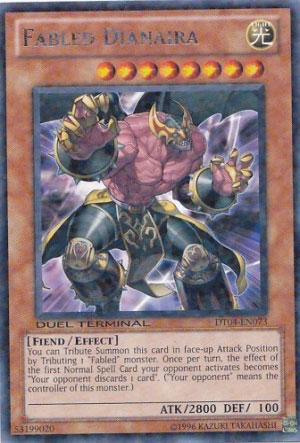 FABLED DIANAIRA
光
DUEL TERMINAL
DT04-EN073
[FIEND / EFFECT]
You can Tribute Summon this card in face-up Attack Position
by Tributing 1 "Fabled" monster. Once per turn, the effect of
the first Normal Spell Card your opponent activates becomes
"Your opponent discards 1 card". ("Your opponent" means the
controller of this monster.)
ATK/2800 DEF/ 100
53199020
©1996 KAZUKI TAKAHASHI